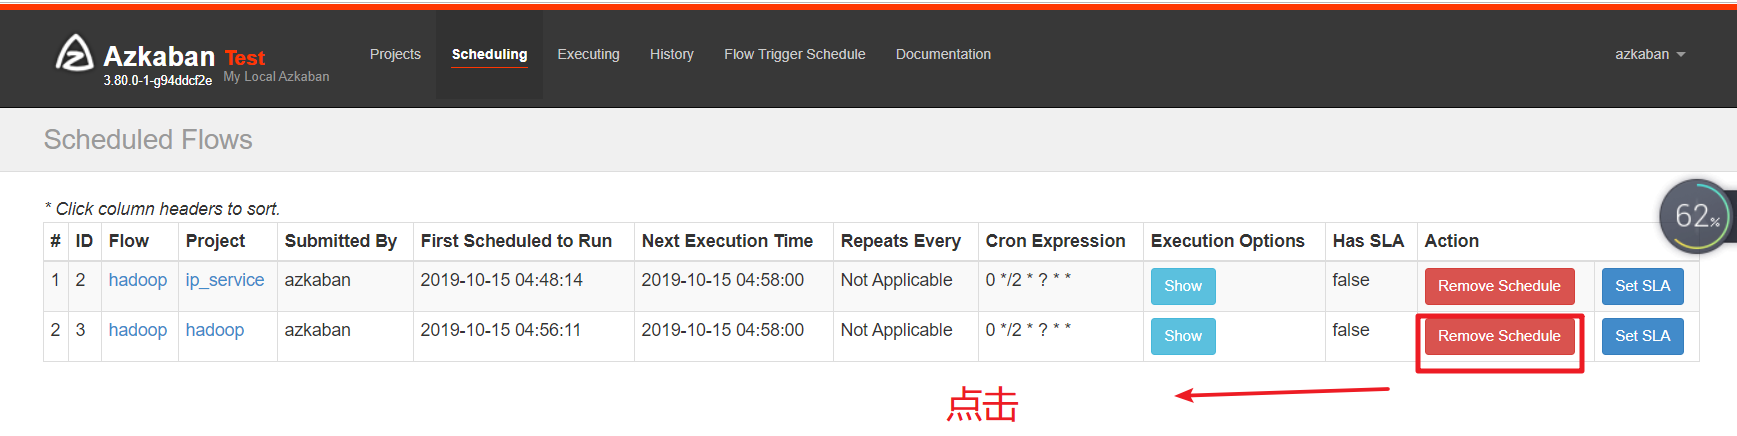 Azkaban Test
3.80.0-1-g94ddcf2e My Local Azkaban
Projects Scheduling Executing History Flow Trigger Schedule Documentation azkaban
Scheduled Flows
* Click column headers to sort.
62%
# ID Flow Project Submitted By First Scheduled to Run Next Execution Time Repeats Every Cron Expression Execution Options Has SLA Action
1 2 hadoop ip_service azkaban 2019-10-15 04:48:14 2019-10-15 04:58:00 Not Applicable 0 */2 * ? * * Show false Remove Schedule Set SLA
2 3 hadoop hadoop azkaban 2019-10-15 04:56:11 2019-10-15 04:58:00 Not Applicable 0 */2 * ? * * Show false Remove Schedule Set SLA
点击